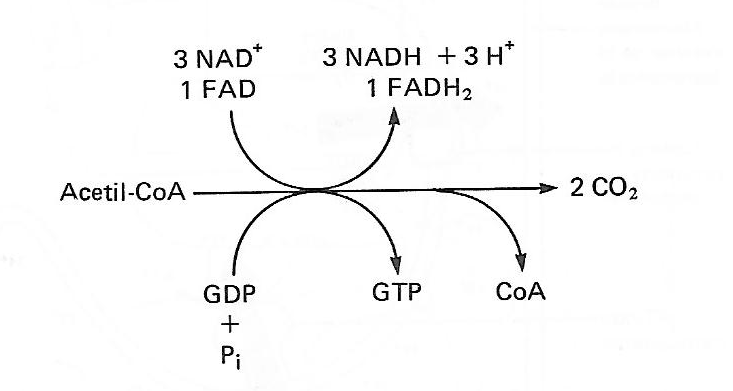 3 NAD⁺ 3 NADH + 3 H⁺
1 FAD 1 FADH₂
Acetil-CoA 2 CO₂
GDP GTP CoA
+
Pᵢ